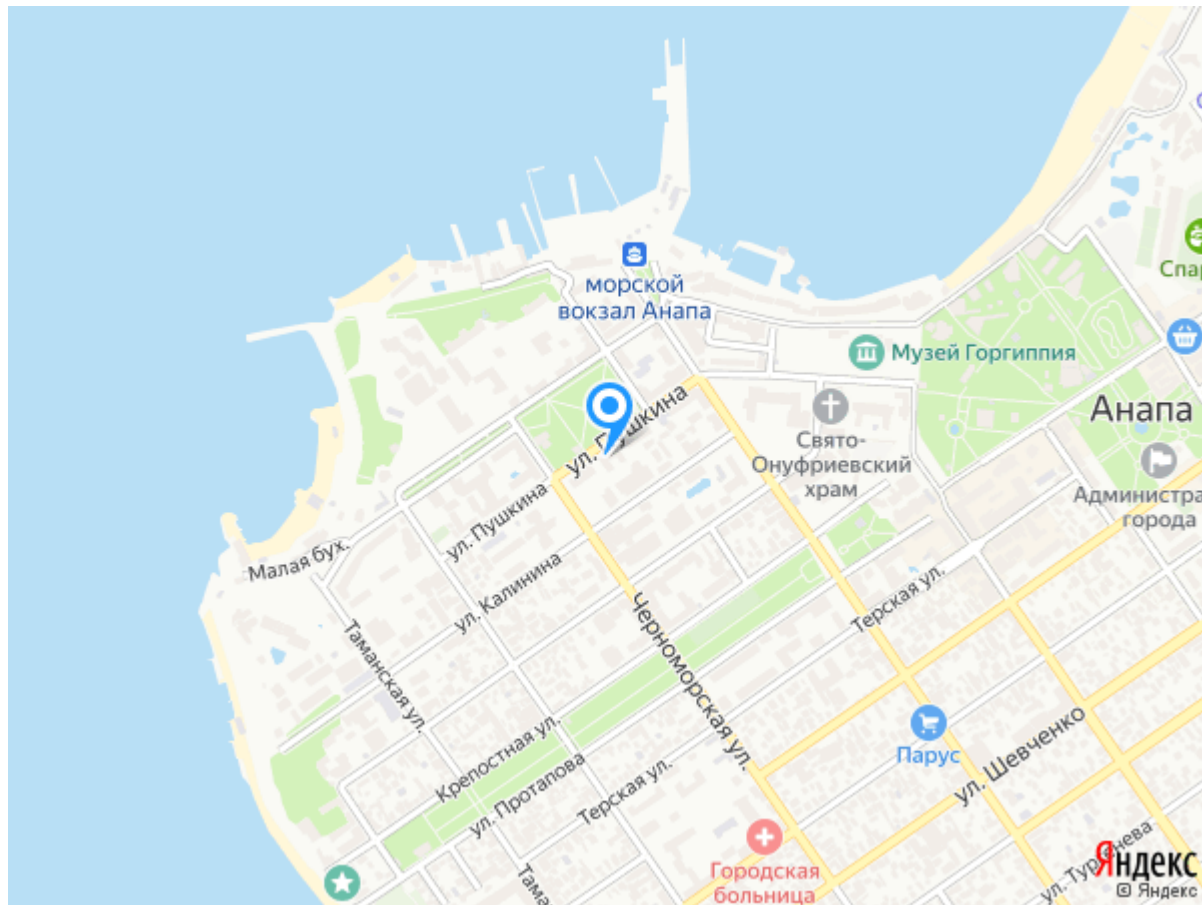 морской
вокзал Анапа
Спар
Музей Горгиппия
Анапа
Свято-
Онуфриевский
храм
Администра
города
ул. Пушкина
ул. Пушкина
Малая бух.
ул. Калинина
Таманская ул.
Черноморская ул.
Терская ул.
Крепостная ул.
ул. Протапова
Терская ул.
Парус
ул. Шевченко
Городская
больница
Там
Яндекс
© Яндекс